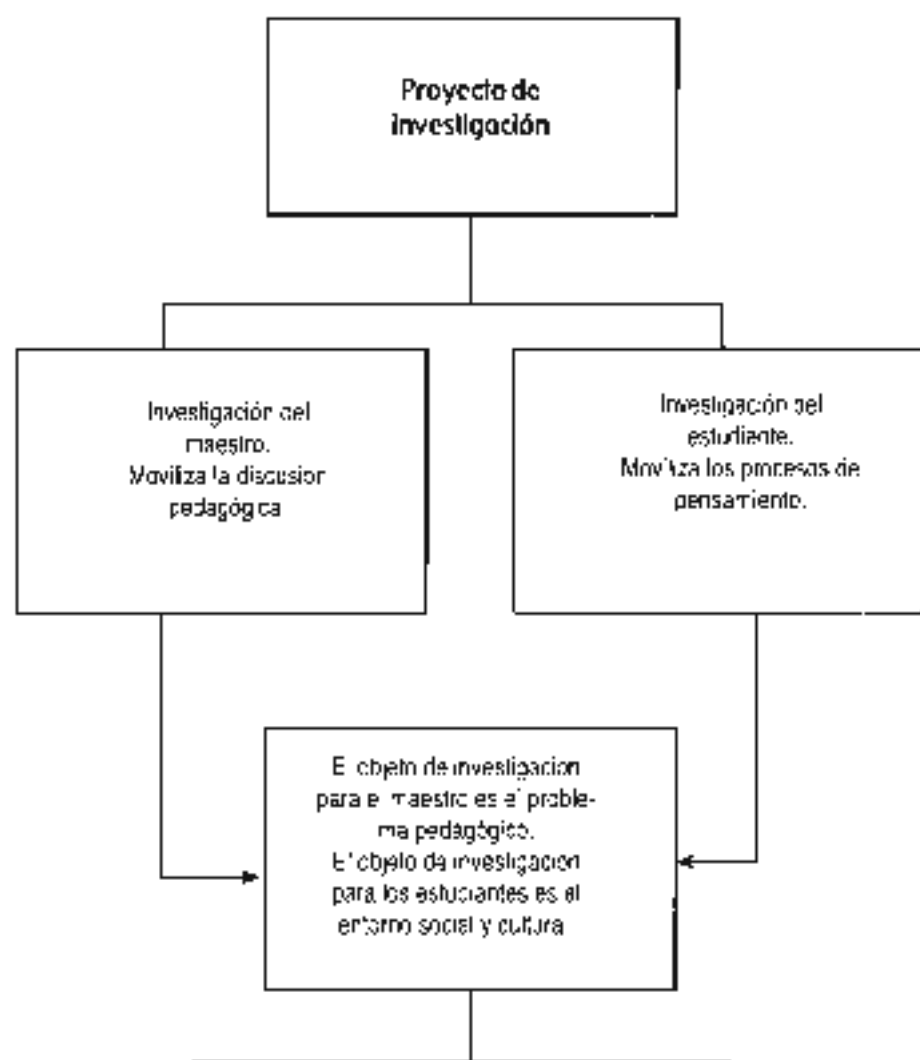 Proyecto de
investigación
Investigación del
maestro.
Moviliza la discusión
pedagógica
Investigación del
estudiante.
Moviliza los procesos de
pensamiento.
El objeto de investigación
para el maestro es el proble-
ma pedagógico.
El objeto de investigación
para los estudiantes es el
entorno social y cultural